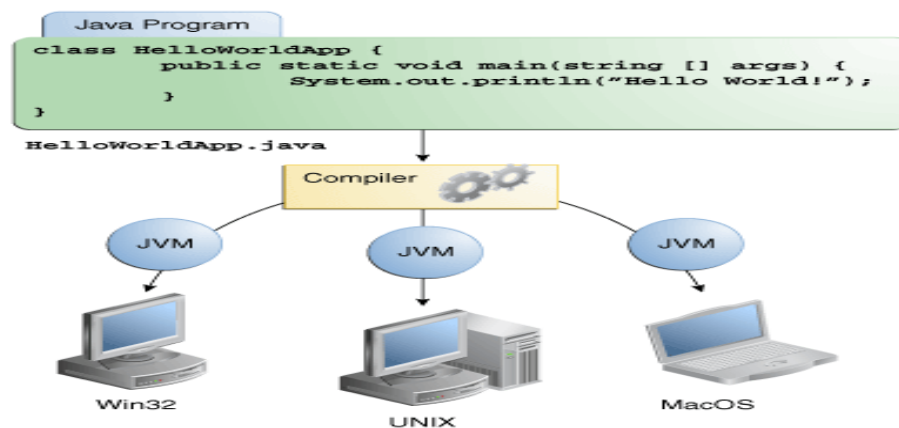 Java Program
class HelloWorldApp {
public static void main(string [] args) {
System.out.println("Hello World!");
}
}
HelloWorldApp.java
Compiler
JVM
JVM
JVM
Win32
UNIX
MacOS